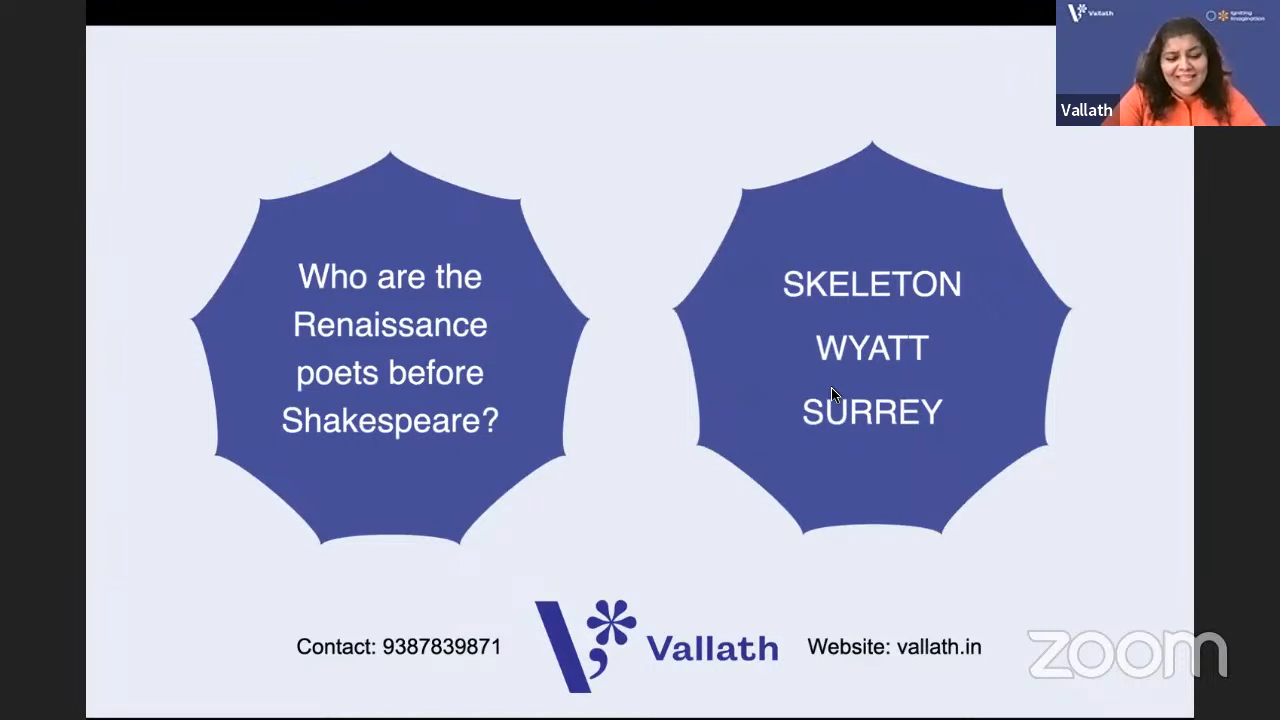 Vallath
Igniting
Imagination
Vallath
Who are the
Renaissance
poets before
Shakespeare?
SKELETON
WYATT
SURREY
Contact: 9387839871
Vallath
Website: vallath.in
zoom